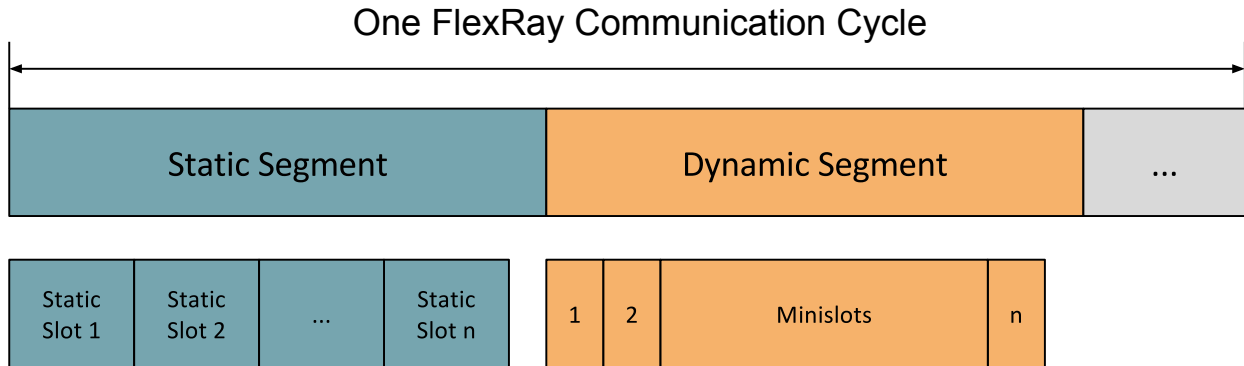 One FlexRay Communication Cycle
Static Segment
Dynamic Segment
...
Static
Slot 1
Static
Slot 2
...
Static
Slot n
1
2
Minislots
n